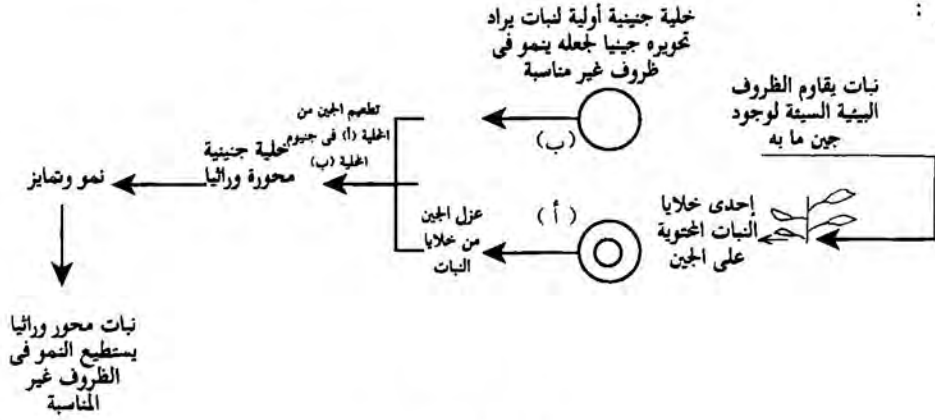 :
خلية جنينية أولية لنبات يراد
تحويره جينيا لجعله ينمو فى
ظروف غير مناسبة
نبات يقاوم الظروف
البيئية السيئة لوجود
جين ما به
(ب)
تطعيم الجين من
الخلية (أ) فى جنيوم
الخلية (ب)
خلية جنينية
محورة وراثيا
نمو وتمايز
إحدى خلايا
النبات المحتوية
على الجين
(أ)
عزل الجين
من خلايا
النبات
نبات محور وراثيا
يستطيع النمو فى
الظروف غير
المناسبة